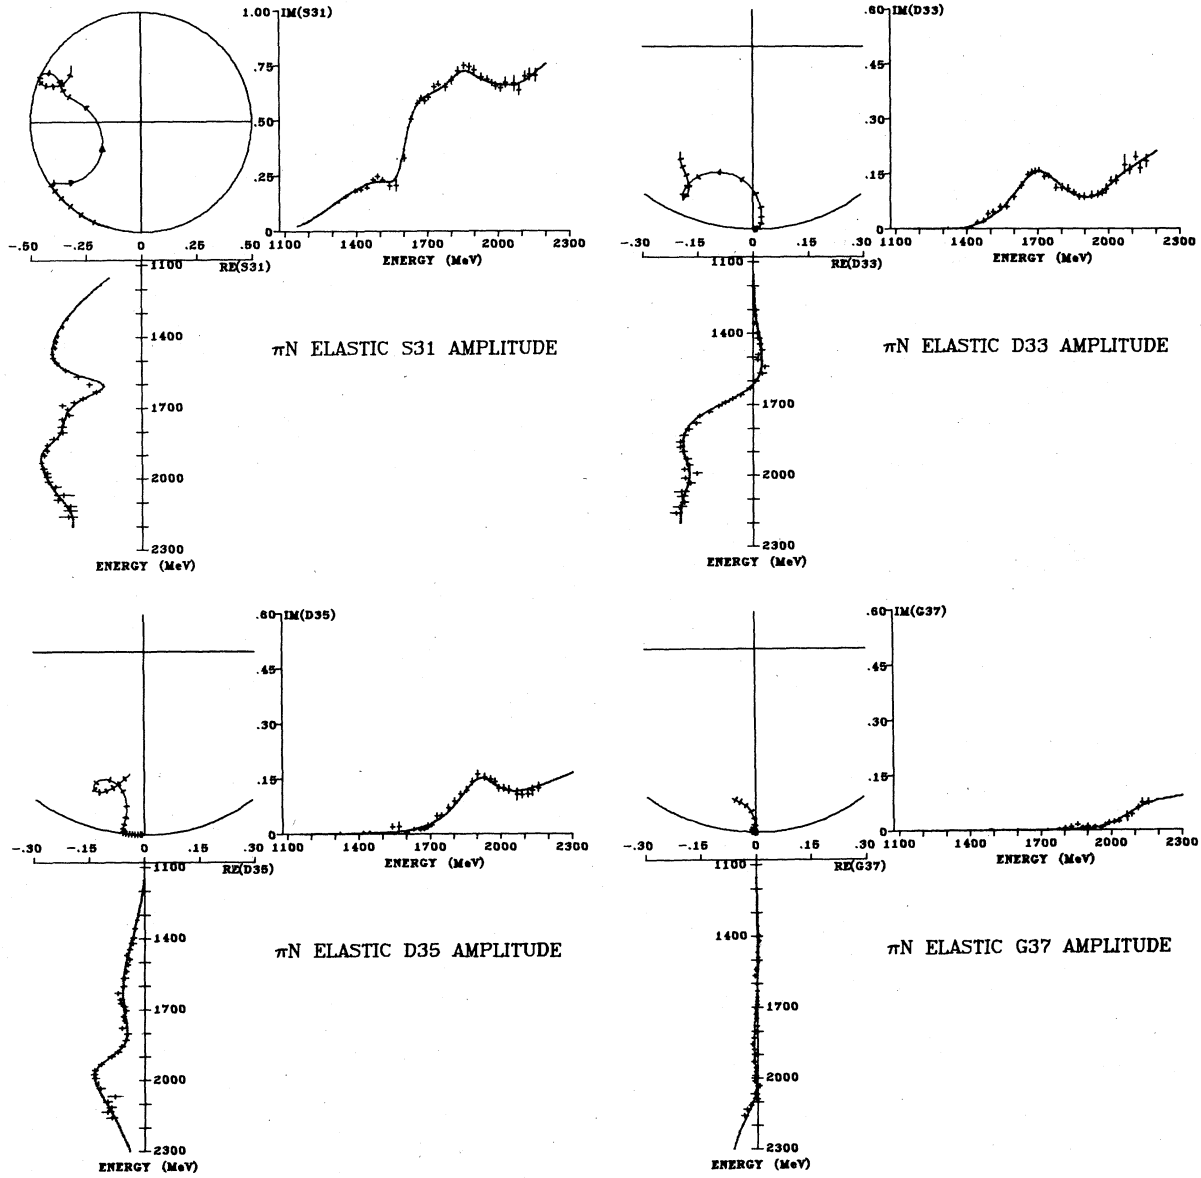 1.00 IM(S31)
.75
.50
.25
0
-.50 -.25 0 .25 .50
1100 1400 1700 2000 2300
ENERGY (MeV)
RE(S31)
1100
1400
1700
2000
2300
ENERGY (MeV)
πN ELASTIC S31 AMPLITUDE
.60 IM(D33)
.45
.30
.15
0
-.30 -.15 0 .15 .30
1100 1400 1700 2000 2300
ENERGY (MeV)
RE(D33)
1100
1400
1700
2000
2300
ENERGY (MeV)
πN ELASTIC D33 AMPLITUDE
.60 IM(D35)
.45
.30
.15
0
-.30 -.15 0 .15 .30
1100 1400 1700 2000 2300
ENERGY (MeV)
RE(D35)
1100
1400
1700
2000
2300
ENERGY (MeV)
πN ELASTIC D35 AMPLITUDE
.60 IM(G37)
.45
.30
.15
0
-.30 -.15 0 .15 .30
1100 1400 1700 2000 2300
ENERGY (MeV)
RE(G37)
1100
1400
1700
2000
2300
ENERGY (MeV)
πN ELASTIC G37 AMPLITUDE